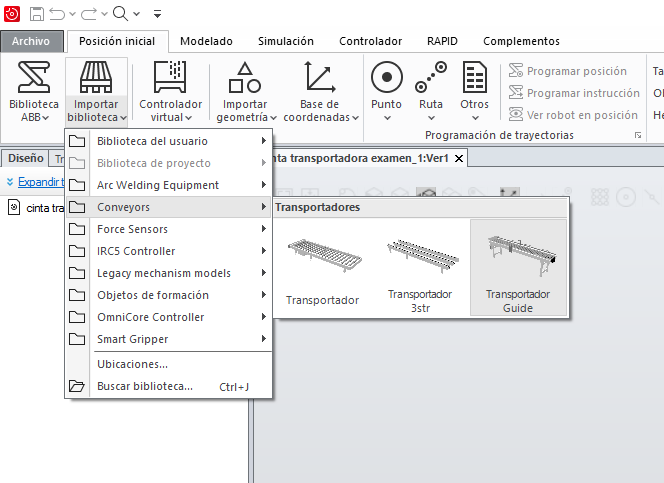 Archivo Posición inicial Modelado Simulación Controlador RAPID Complementos
Biblioteca ABB
Importar biblioteca
Controlador virtual
Importar geometría
Base de coordenadas
Punto
Ruta
Otros
Programar posición
Programar instrucción
Ver robot en posición
Programación de trayectorias
Ta
He
Diseño
Expandir t
cinta tra
nta transportadora examen_1:Ver1
Biblioteca del usuario
Biblioteca de proyecto
Arc Welding Equipment
Conveyors
Force Sensors
IRC5 Controller
Legacy mechanism models
Objetos de formación
OmniCore Controller
Smart Gripper
Ubicaciones...
Buscar biblioteca... Ctrl+J
Transportadores
Transportador
Transportador
3str
Transportador
Guide